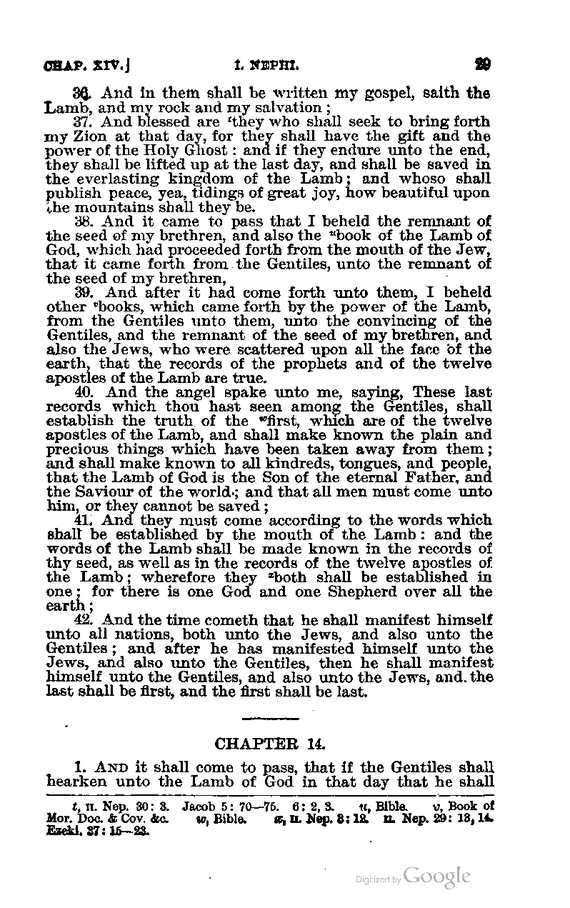 CHAP. XIV.] I. NEPHI. 29
36. And in them shall be written my gospel, saith the
Lamb, and my rock and my salvation;
37. And blessed are ᵗthey who shall seek to bring forth
my Zion at that day, for they shall have the gift and the
power of the Holy Ghost: and if they endure unto the end,
they shall be lifted up at the last day, and shall be saved in
the everlasting kingdom of the Lamb; and whoso shall
publish peace, yea, tidings of great joy, how beautiful upon
the mountains shall they be.
38. And it came to pass that I beheld the remnant of
the seed of my brethren, and also the ᵘbook of the Lamb of
God, which had proceeded forth from the mouth of the Jew,
that it came forth from the Gentiles, unto the remnant of
the seed of my brethren,
39. And after it had come forth unto them, I beheld
other ᵛbooks, which came forth by the power of the Lamb,
from the Gentiles unto them, unto the convincing of the
Gentiles, and the remnant of the seed of my brethren, and
also the Jews, who were scattered upon all the face of the
earth, that the records of the prophets and of the twelve
apostles of the Lamb are true.
40. And the angel spake unto me, saying, These last
records which thou hast seen among the Gentiles, shall
establish the truth of the ʷfirst, which are of the twelve
apostles of the Lamb, and shall make known the plain and
precious things which have been taken away from them;
and shall make known to all kindreds, tongues, and people,
that the Lamb of God is the Son of the eternal Father, and
the Saviour of the world; and that all men must come unto
him, or they cannot be saved;
41. And they must come according to the words which
shall be established by the mouth of the Lamb: and the
words of the Lamb shall be made known in the records of
thy seed, as well as in the records of the twelve apostles of
the Lamb; wherefore they ˣboth shall be established in
one; for there is one God and one Shepherd over all the
earth;
42. And the time cometh that he shall manifest himself
unto all nations, both unto the Jews, and also unto the
Gentiles; and after he has manifested himself unto the
Jews, and also unto the Gentiles, then he shall manifest
himself unto the Gentiles, and also unto the Jews, and the
last shall be first, and the first shall be last.
CHAPTER 14.
1. AND it shall come to pass, that if the Gentiles shall
hearken unto the Lamb of God in that day that he shall
t, II. Nep. 30: 3. Jacob 5: 70—75. 6: 2, 3. u, Bible. v, Book of
Mor. Doc. & Cov. &c. w, Bible. x, II. Nep. 3: 12. II. Nep. 29: 13, 14.
Ezeki. 37: 15—23.
Digitized by Google